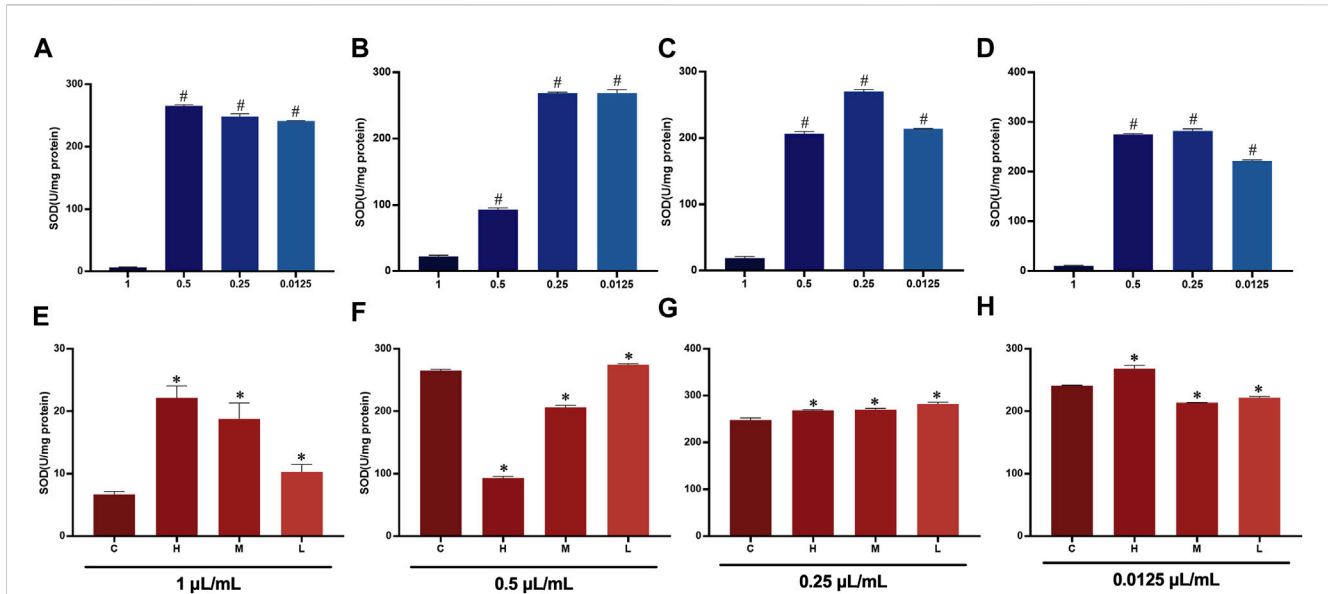 A
SOD(U/mg protein)
300
200
100
0
# # #
1 0.5 0.25 0.0125
B
SOD(U/mg protein)
300
200
100
0
# # #
1 0.5 0.25 0.0125
C
SOD(U/mg protein)
300
200
100
0
# # #
1 0.5 0.25 0.0125
D
SOD(U/mg protein)
400
300
200
100
0
# # #
1 0.5 0.25 0.0125
E
SOD(U/mg protein)
30
20
10
0
* * *
C H M L
1 μL/mL
F
SOD(U/mg protein)
300
200
100
0
* * *
C H M L
0.5 μL/mL
G
400
300
200
100
0
* * *
C H M L
0.25 μL/mL
H
300
200
100
0
* * *
C H M L
0.0125 μL/mL